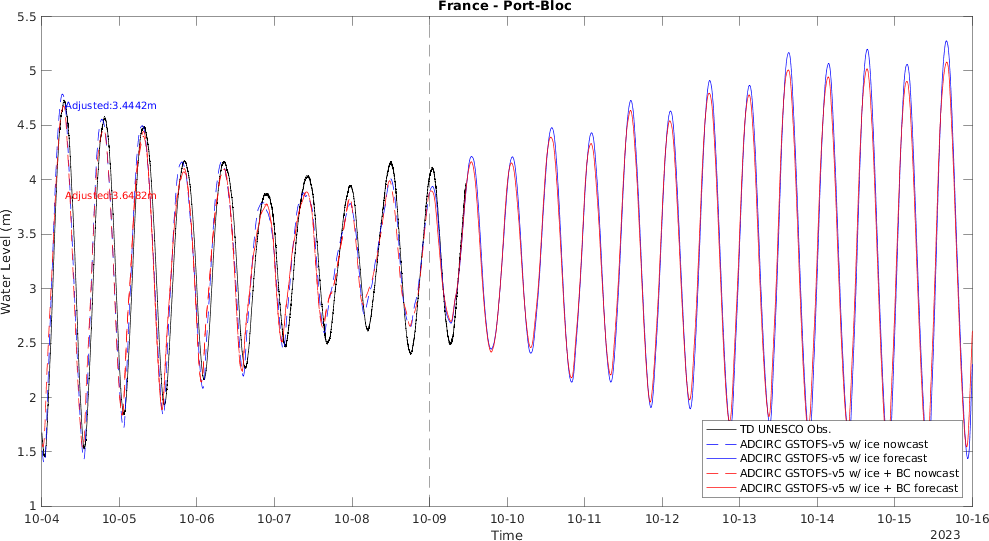 France - Port-Bloc
5.5
5
4.5
4
3.5
3
2.5
2
1.5
1
Water Level (m)
Adjusted:3.4442m
Adjusted:3.6482m
TD UNESCO Obs.
ADCIRC GSTOFS-v5 w/ ice nowcast
ADCIRC GSTOFS-v5 w/ ice forecast
ADCIRC GSTOFS-v5 w/ ice + BC nowcast
ADCIRC GSTOFS-v5 w/ ice + BC forecast
10-04 10-05 10-06 10-07 10-08 10-09 10-10 10-11 10-12 10-13 10-14 10-15 10-16
Time
2023